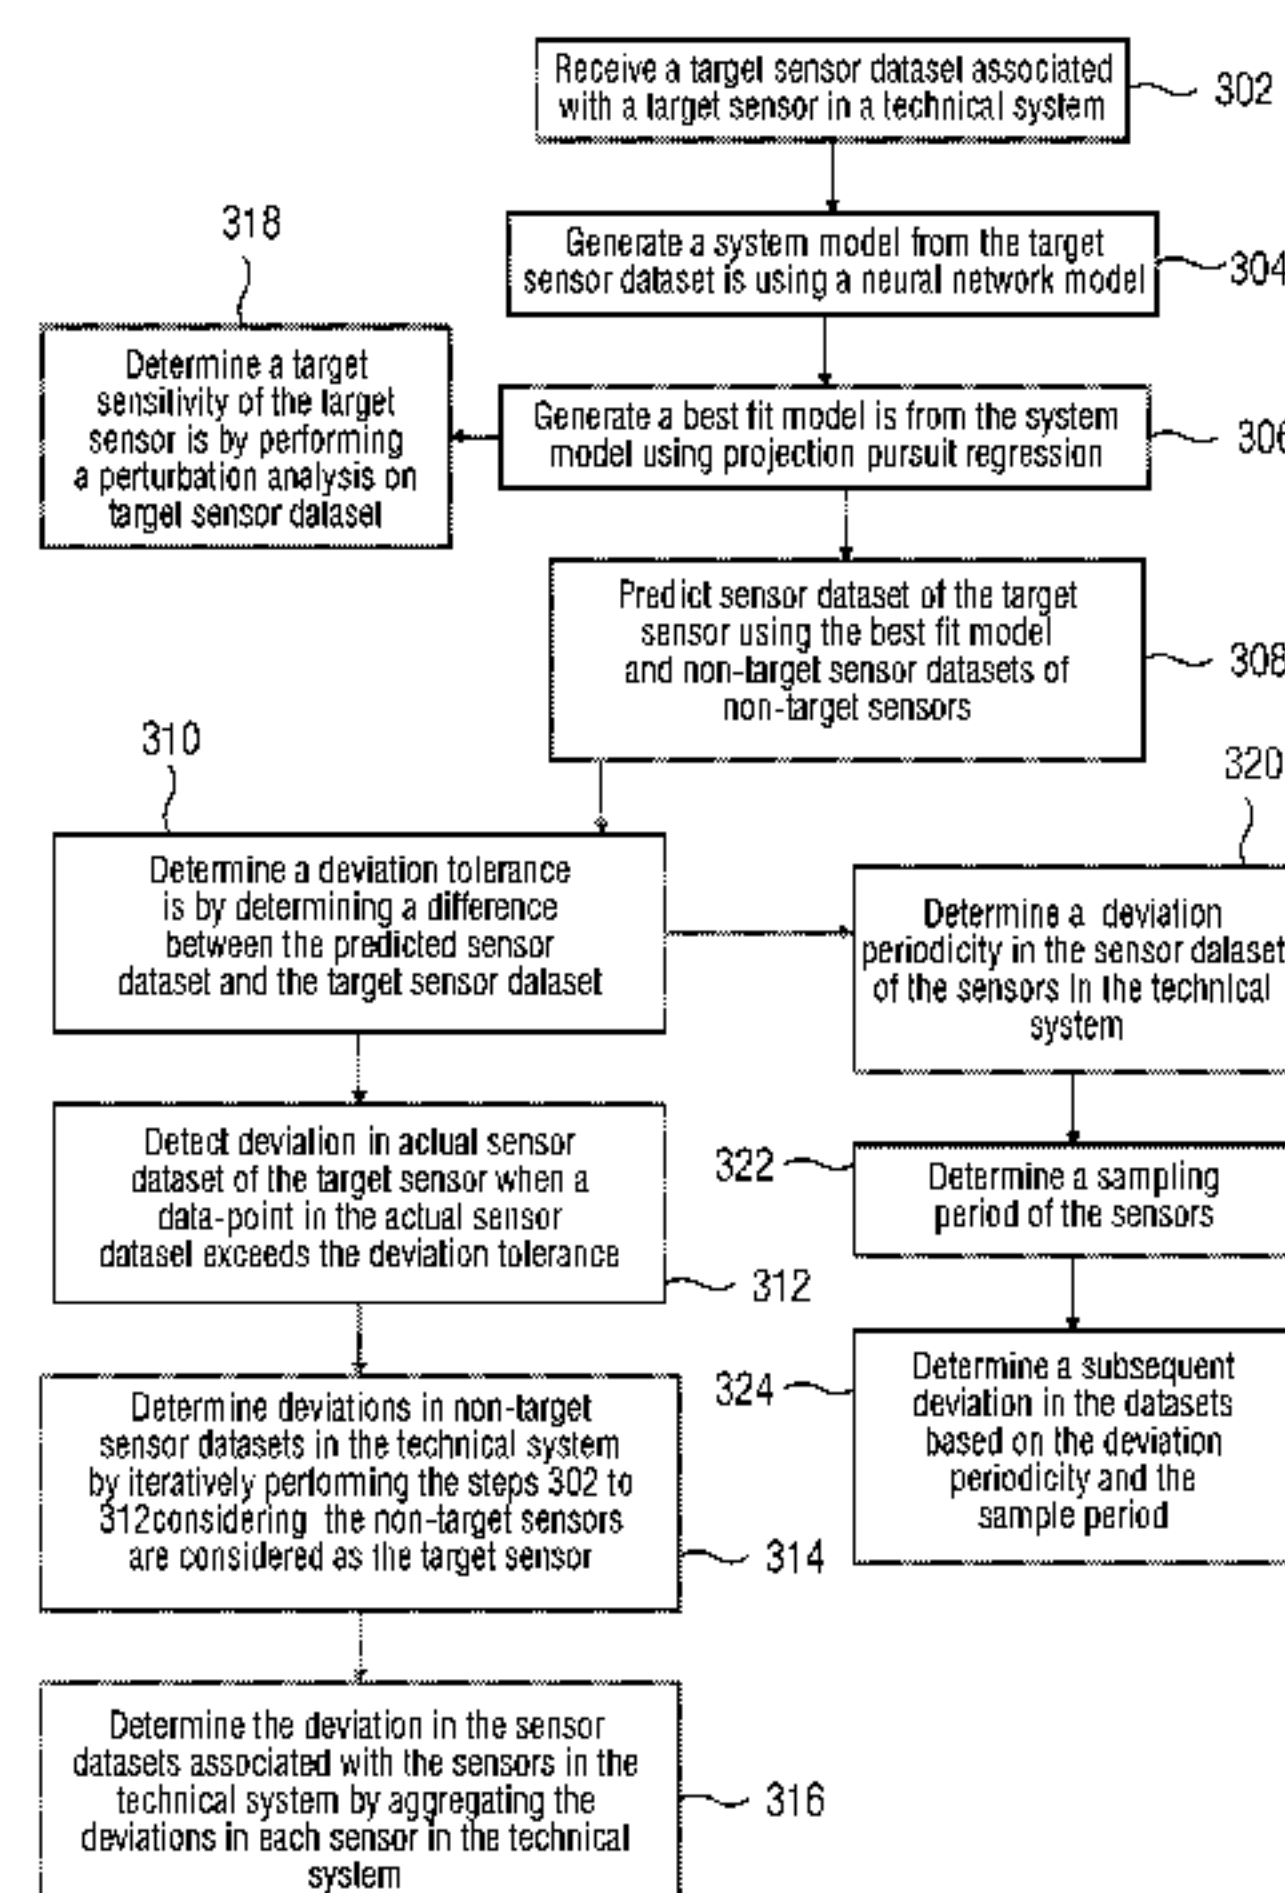 Receive a target sensor dataset associated
with a target sensor in a technical system
302
Generate a system model from the target
sensor dataset is using a neural network model
304
318
Determine a target
sensitivity of the target
sensor is by performing
a perturbation analysis on
target sensor dataset
Generate a best fit model is from the system
model using projection pursuit regression
306
Predict sensor dataset of the target
sensor using the best fit model
and non-target sensor datasets of
non-target sensors
308
310
Determine a deviation tolerance
is by determining a difference
between the predicted sensor
dataset and the target sensor dataset
320
Determine a deviation
periodicity in the sensor dataset
of the sensors in the technical
system
Detect deviation in actual sensor
dataset of the target sensor when a
data-point in the actual sensor
dataset exceeds the deviation tolerance
312
322
Determine a sampling
period of the sensors
324
Determine a subsequent
deviation in the datasets
based on the deviation
periodicity and the
sample period
Determine deviations in non-target
sensor datasets in the technical system
by iteratively performing the steps 302 to
312considering the non-target sensors
are considered as the target sensor
314
Determine the deviation in the sensor
datasets associated with the sensors in the
technical system by aggregating the
deviations in each sensor in the technical
system
316